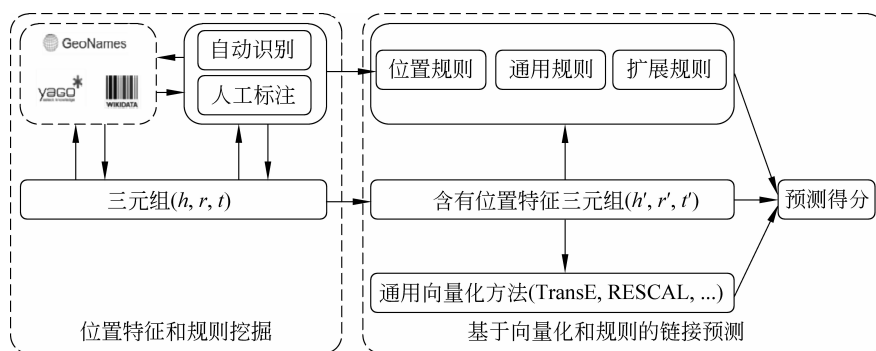 GeoNames
yago
WIKIDATA
自动识别
人工标注
三元组(h, r, t)
位置特征和规则挖掘
位置规则
通用规则
扩展规则
含有位置特征三元组(h′, r′, t′)
通用向量化方法(TransE, RESCAL, ...)
预测得分
基于向量化和规则的链接预测